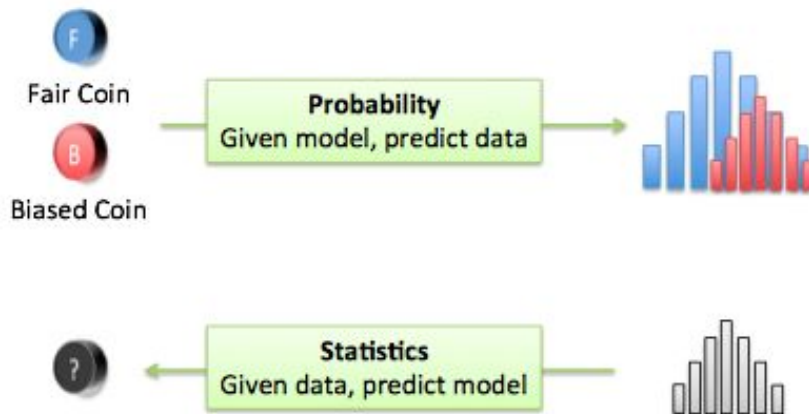 F
Fair Coin
Probability
Given model, predict data
B
Biased Coin
Statistics
?
Given data, predict model